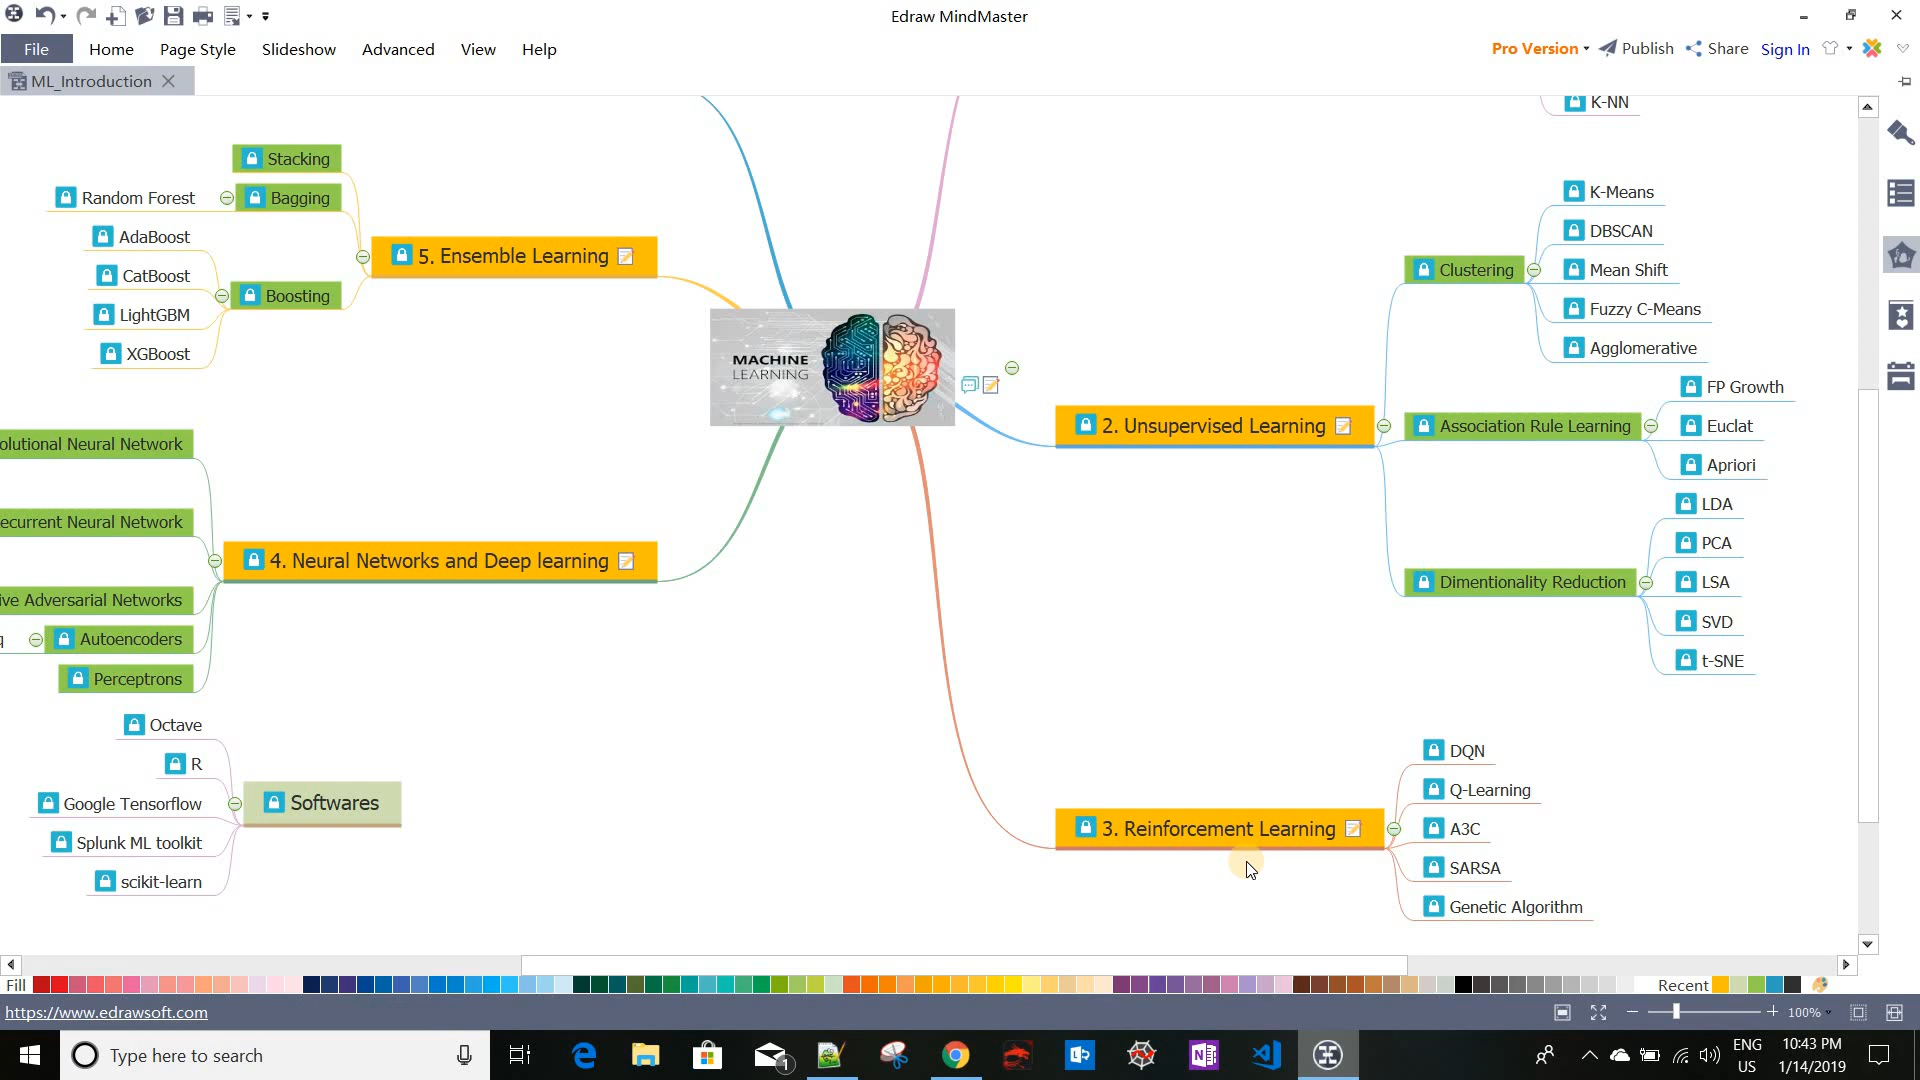 Edraw MindMaster
File Home Page Style Slideshow Advanced View Help
Pro Version Publish Share Sign In
ML_Introduction
K-NN
Stacking
Random Forest
Bagging
AdaBoost
CatBoost
Boosting
LightGBM
XGBoost
5. Ensemble Learning
MACHINE
LEARNING
K-Means
DBSCAN
Clustering
Mean Shift
Fuzzy C-Means
Agglomerative
FP Growth
2. Unsupervised Learning
Association Rule Learning
Euclat
Apriori
LDA
PCA
Dimentionality Reduction
LSA
SVD
t-SNE
olutional Neural Network
ecurrent Neural Network
4. Neural Networks and Deep learning
ive Adversarial Networks
q
Autoencoders
Perceptrons
Octave
R
Google Tensorflow
Softwares
Splunk ML toolkit
scikit-learn
DQN
Q-Learning
3. Reinforcement Learning
A3C
SARSA
Genetic Algorithm
Fill
Recent
https://www.edrawsoft.com
100%
Type here to search
1
ENG
US
10:43 PM
1/14/2019